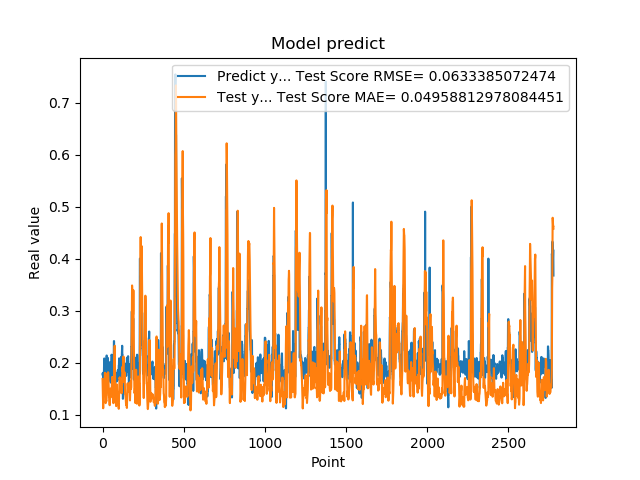 Model predict
Predict y... Test Score RMSE= 0.0633385072474
Test y... Test Score MAE= 0.04958812978084451
0.7
0.6
0.5
0.4
0.3
0.2
0.1
Real value
0 500 1000 1500 2000 2500
Point